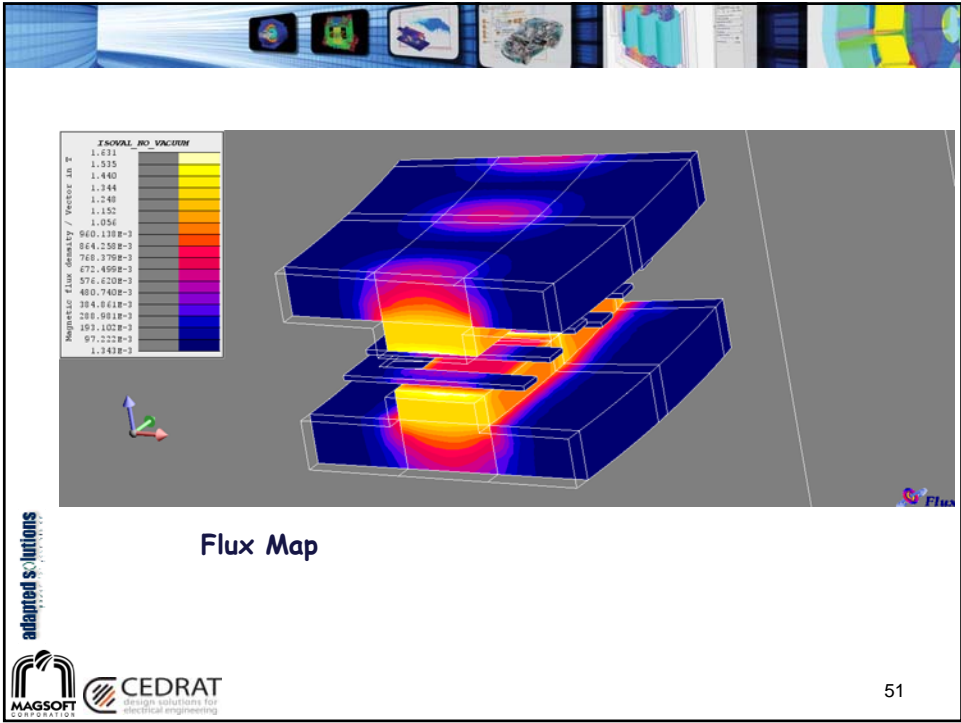 ISOVAL_NO_VACUUM
Magnetic flux density / Vector in T
1.631
1.535
1.440
1.344
1.248
1.152
1.056
960.138E-3
864.258E-3
768.379E-3
672.499E-3
576.620E-3
480.740E-3
384.861E-3
288.981E-3
193.102E-3
97.222E-3
1.343E-3
Flux
Flux Map
adapted solutions
MAGSOFT
CORPORATION
CEDRAT
design solutions for
electrical engineering
51